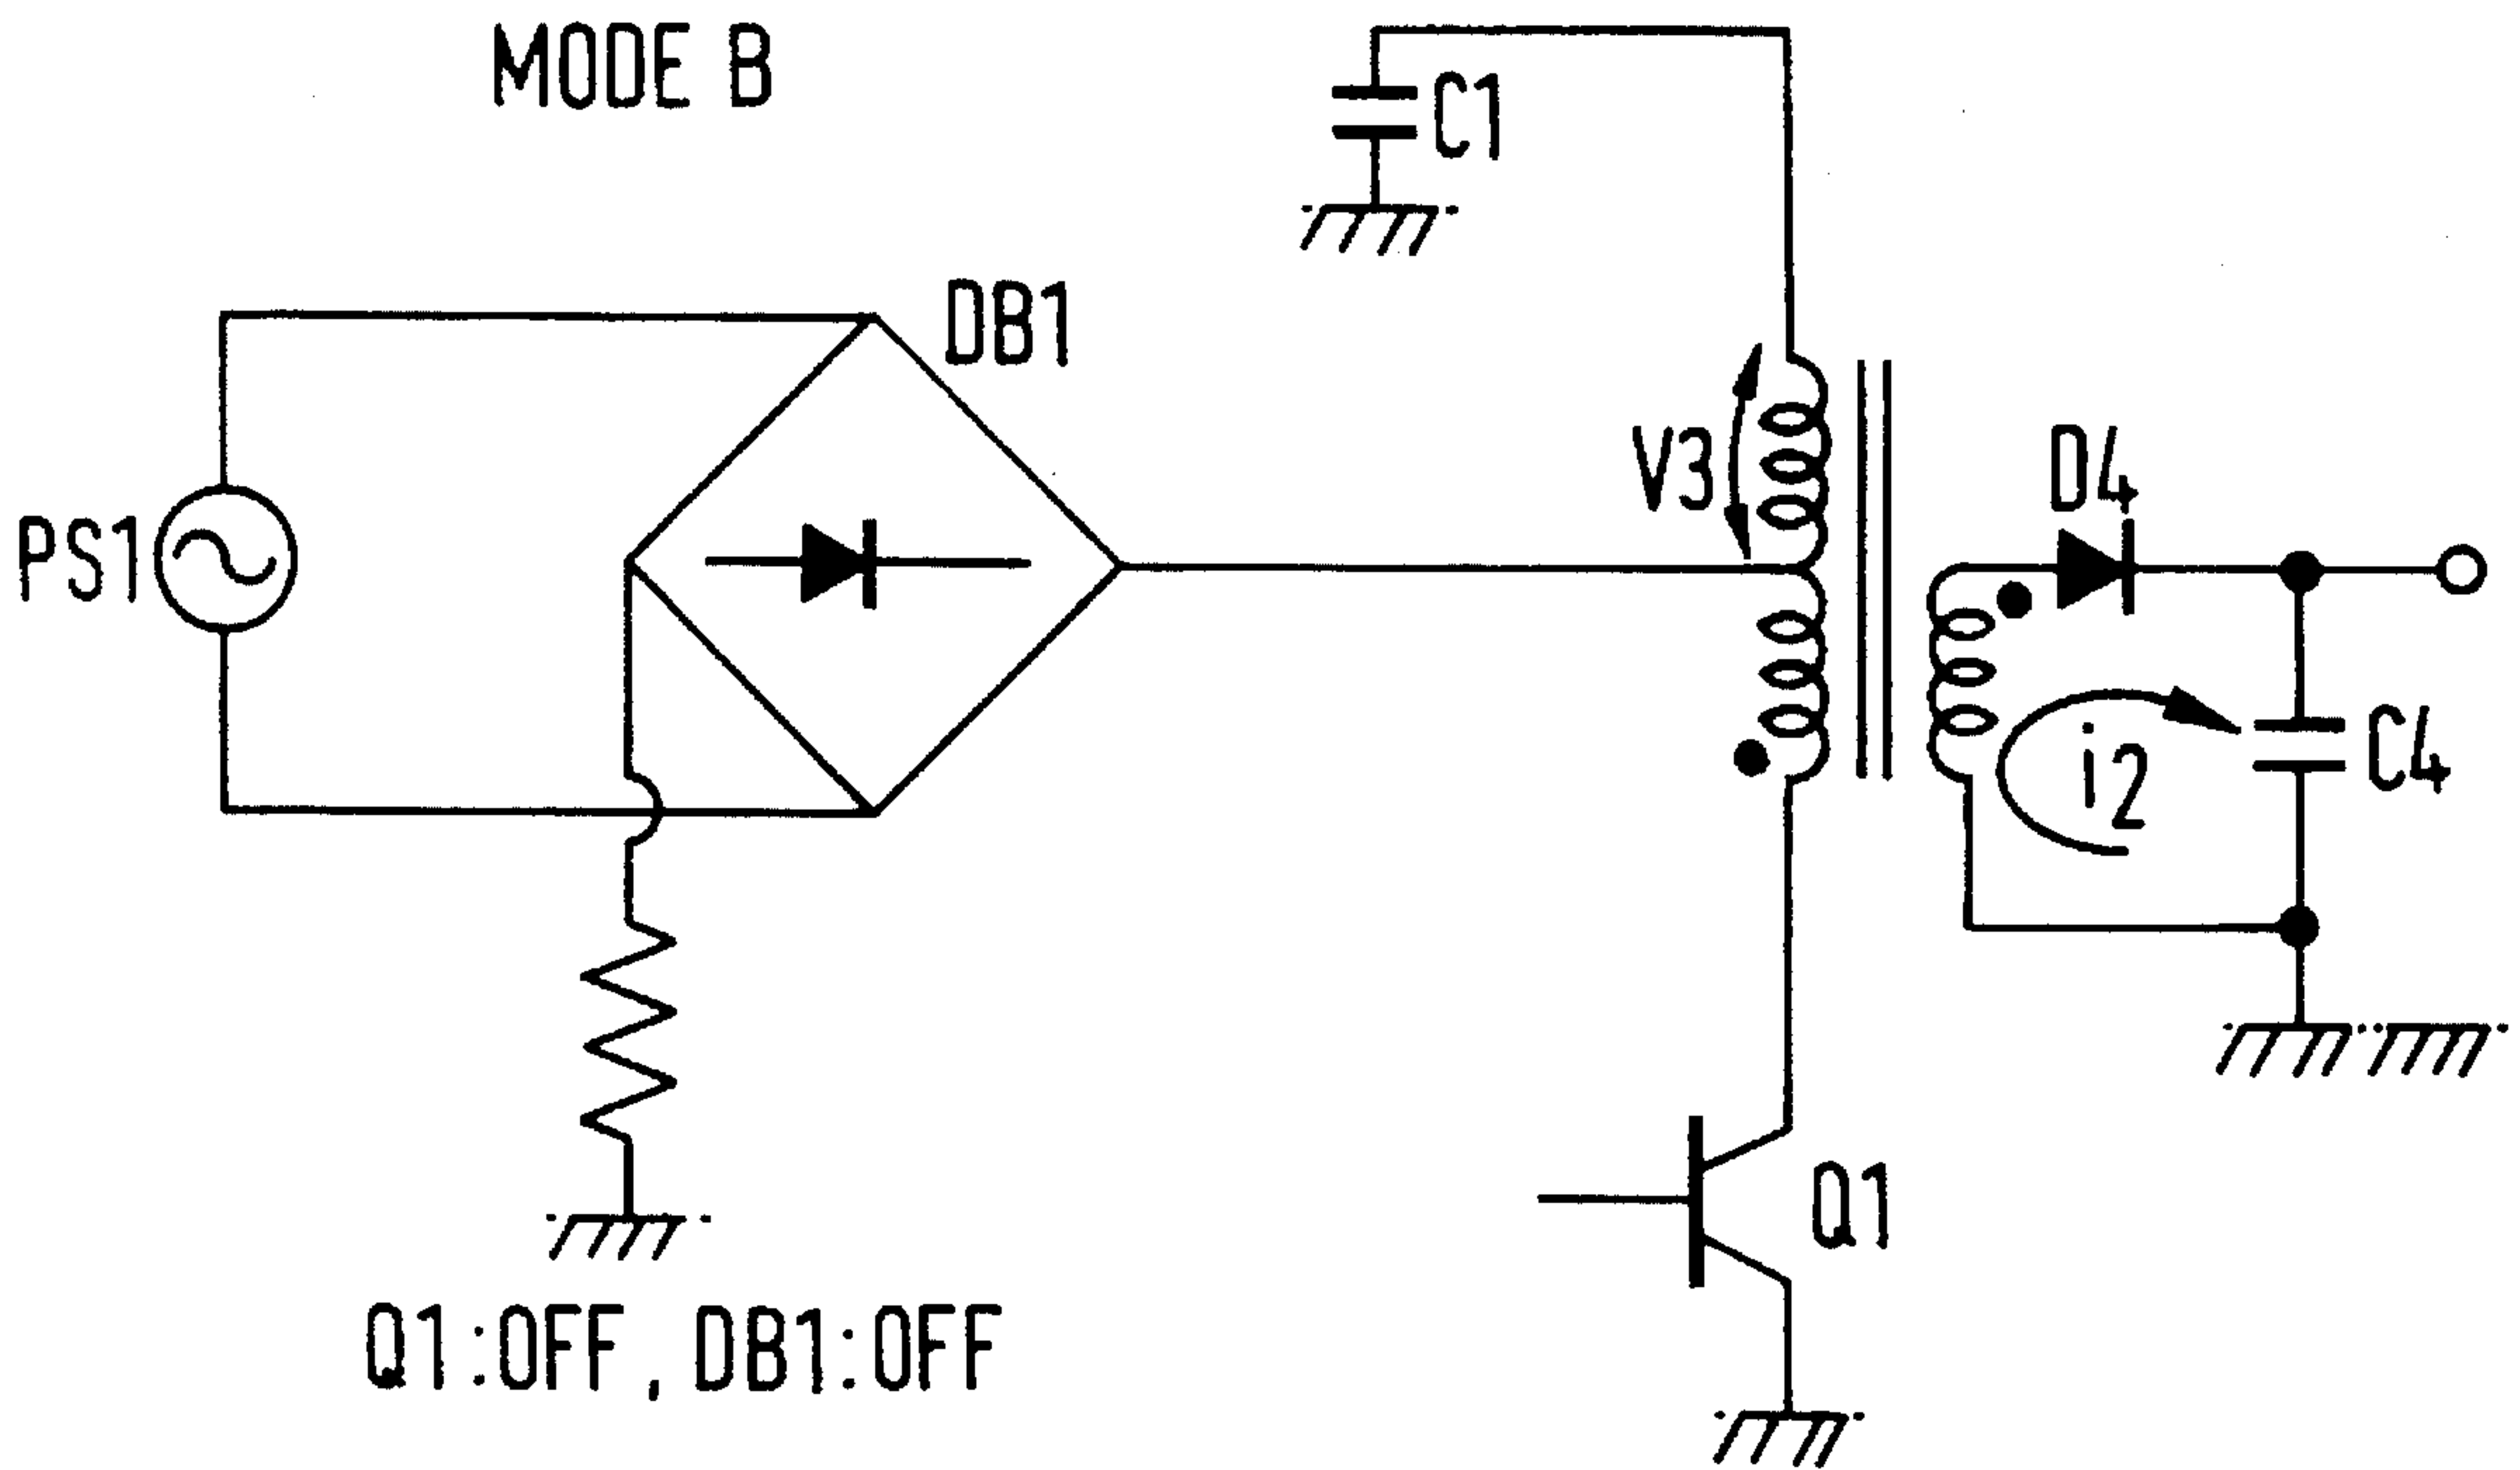 MODE B
C1
DB1
PS1
V3
D4
i2
C4
Q1
Q1:OFF, DB1:OFF